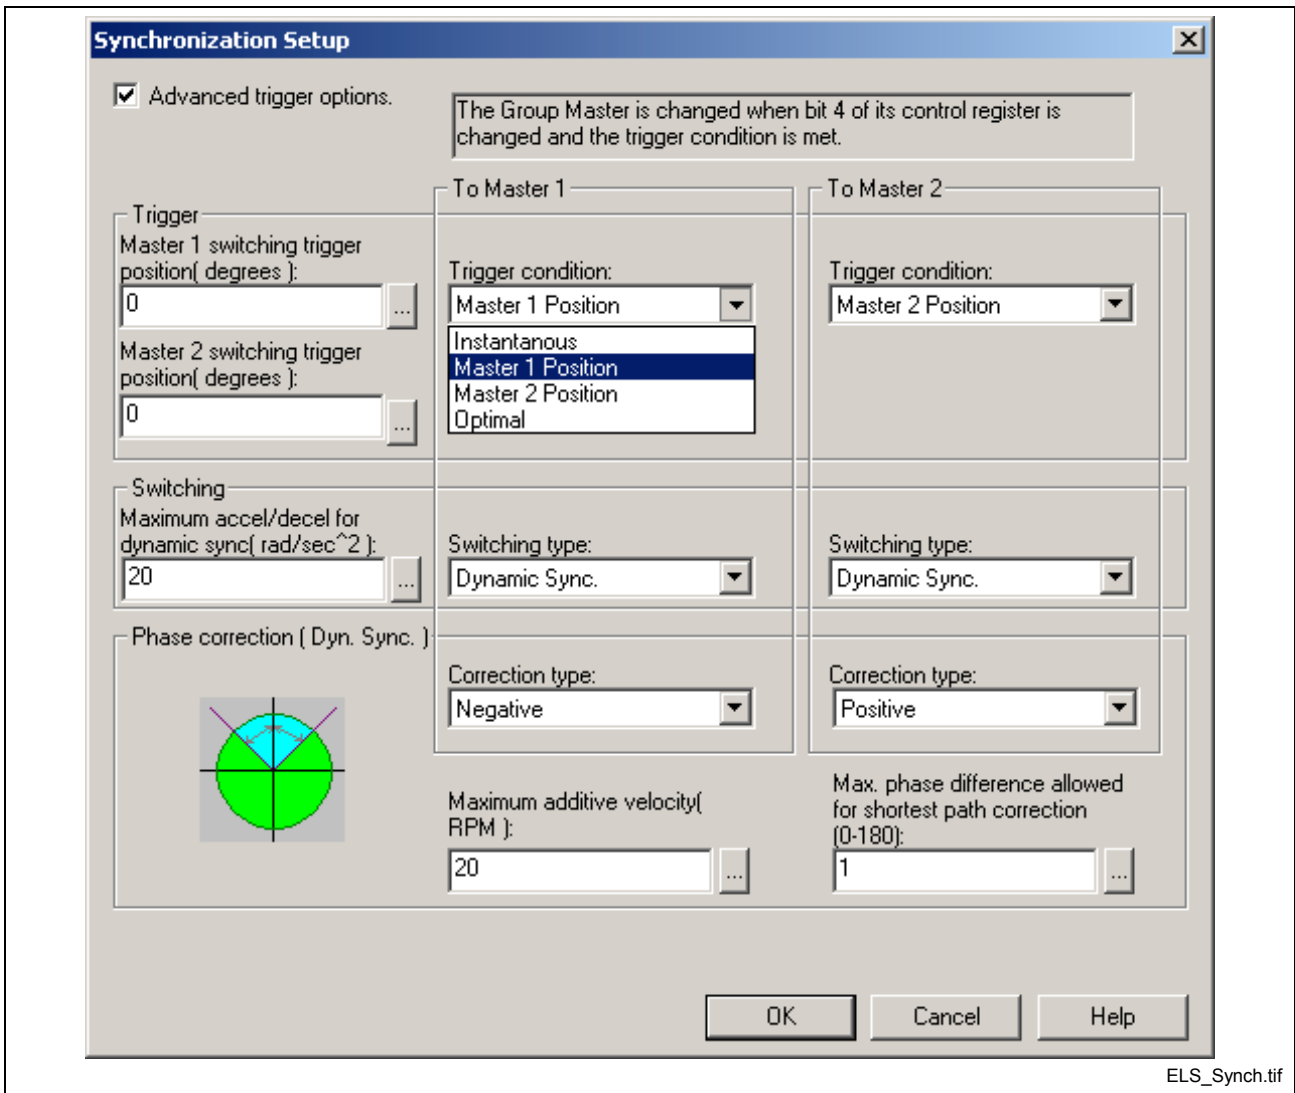 Synchronization Setup
Advanced trigger options.
The Group Master is changed when bit 4 of its control register is
changed and the trigger condition is met.
To Master 1
To Master 2
Trigger
Master 1 switching trigger
position( degrees ):
0
...
Trigger condition:
Master 1 Position
Trigger condition:
Master 2 Position
Instantanous
Master 1 Position
Master 2 Position
Optimal
Master 2 switching trigger
position( degrees ):
0
...
Switching
Maximum accel/decel for
dynamic sync( rad/sec^2 ):
20
...
Switching type:
Dynamic Sync.
Switching type:
Dynamic Sync.
Phase correction ( Dyn. Sync. )
Correction type:
Negative
Correction type:
Positive
Maximum additive velocity(
RPM ):
20
...
Max. phase difference allowed
for shortest path correction
(0-180):
1
...
OK
Cancel
Help
ELS_Synch.tif